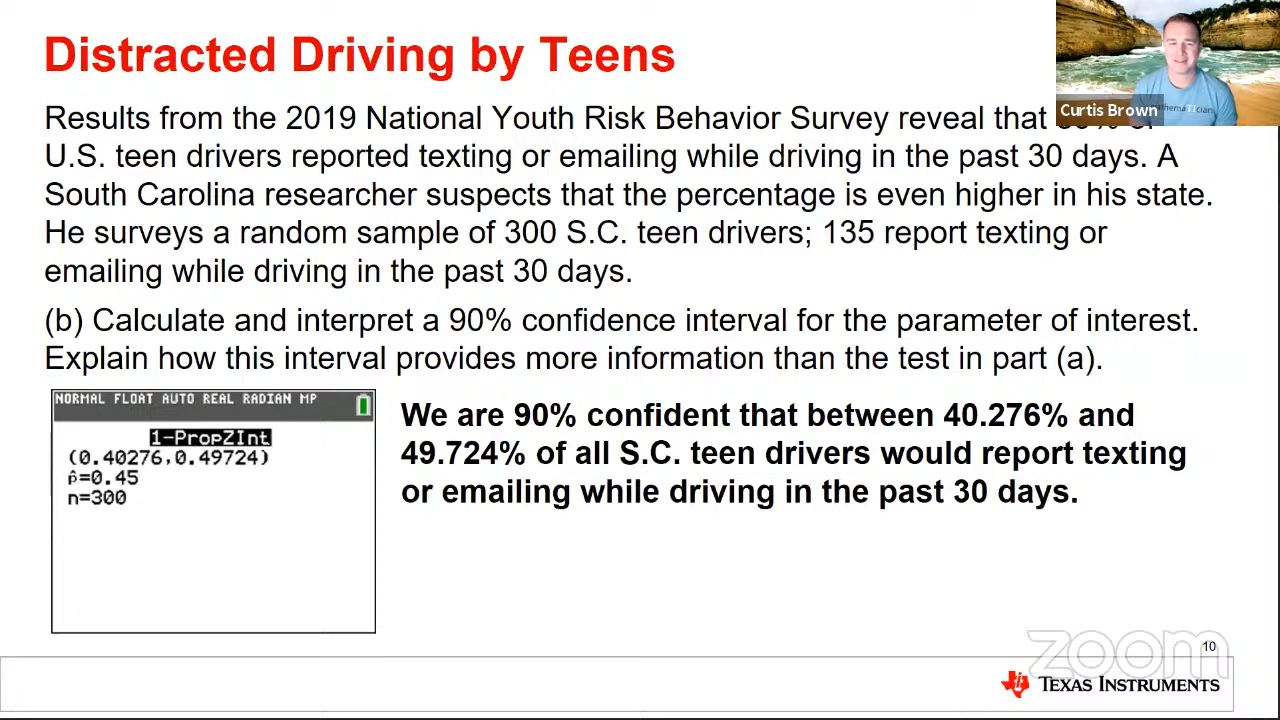 Distracted Driving by Teens
Results from the 2019 National Youth Risk Behavior Survey reveal that
U.S. teen drivers reported texting or emailing while driving in the past 30 days. A
South Carolina researcher suspects that the percentage is even higher in his state.
He surveys a random sample of 300 S.C. teen drivers; 135 report texting or
emailing while driving in the past 30 days.
(b) Calculate and interpret a 90% confidence interval for the parameter of interest.
Explain how this interval provides more information than the test in part (a).
NORMAL FLOAT AUTO REAL RADIAN MP
1-PropZInt
(0.40276,0.49724)
p̂=0.45
n=300
We are 90% confident that between 40.276% and
49.724% of all S.C. teen drivers would report texting
or emailing while driving in the past 30 days.
Curtis Brown
zoom
10
TEXAS INSTRUMENTS